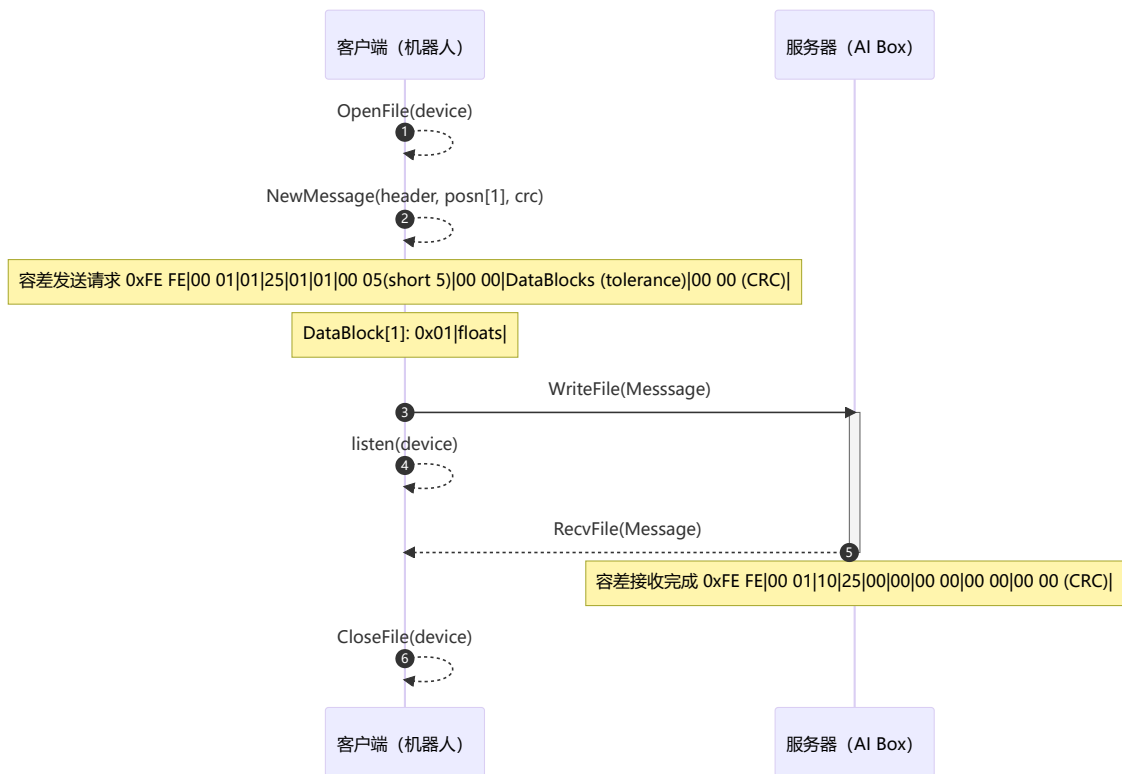 客户端（机器人）
服务器（AI Box）
OpenFile(device)
1
NewMessage(header, posn[1], crc)
2
容差发送请求 0xFE FE|00 01|01|25|01|01|00 05(short 5)|00 00|DataBlocks (tolerance)|00 00 (CRC)|
DataBlock[1]: 0x01|floats|
WriteFile(Messsage)
3
listen(device)
4
RecvFile(Message)
5
容差接收完成 0xFE FE|00 01|10|25|00|00|00 00|00 00|00 00 (CRC)|
CloseFile(device)
6
客户端（机器人）
服务器（AI Box）